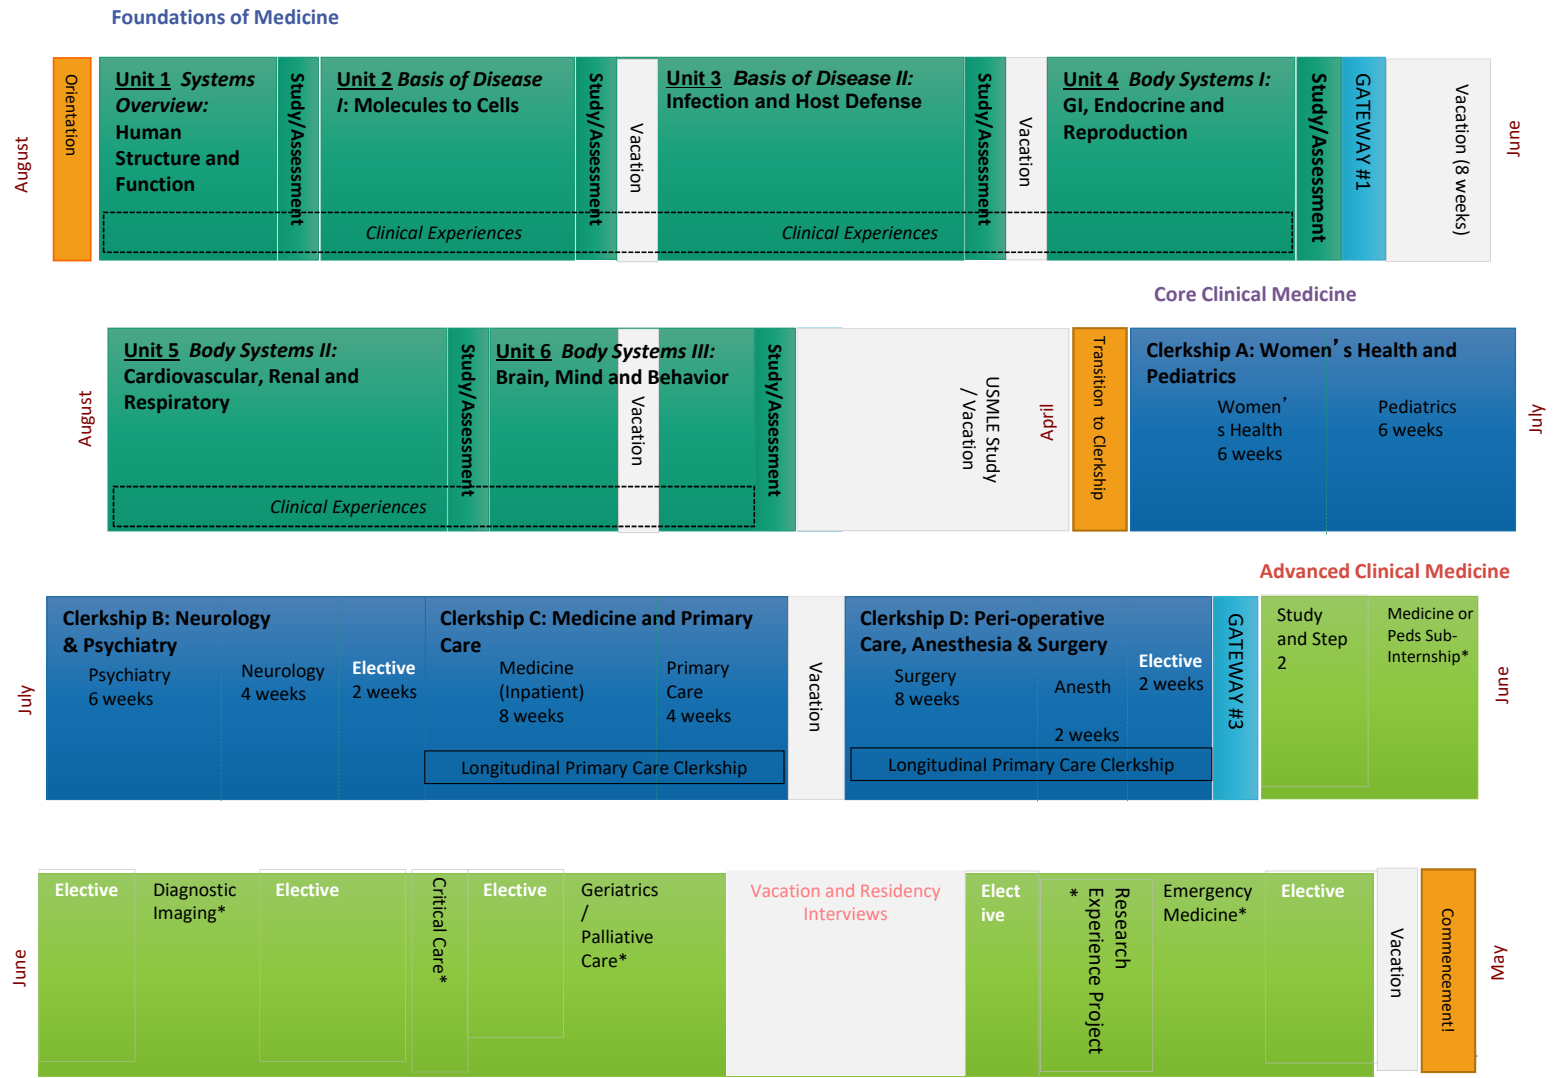 Foundations of Medicine
August
Orientation
Unit 1 Systems
Overview:
Human
Structure and
Function
Study/Assessment
Unit 2 Basis of Disease
I: Molecules to Cells
Study/Assessment
Vacation
Unit 3 Basis of Disease II:
Infection and Host Defense
Study/Assessment
Vacation
Unit 4 Body Systems I:
GI, Endocrine and
Reproduction
Study/Assessment
GATEWAY #1
Vacation (8 weeks)
June
Clinical Experiences
Clinical Experiences
Core Clinical Medicine
August
Unit 5 Body Systems II:
Cardiovascular, Renal and
Respiratory
Study/Assessment
Unit 6 Body Systems III:
Brain, Mind and Behavior
Vacation
Study/Assessment
USMLE Study
/ Vacation
April
Transition to Clerkship
Clerkship A: Women’s Health and
Pediatrics
Women’
s Health
6 weeks
Pediatrics
6 weeks
July
Clinical Experiences
Advanced Clinical Medicine
July
Clerkship B: Neurology
& Psychiatry
Psychiatry
6 weeks
Neurology
4 weeks
Elective
2 weeks
Clerkship C: Medicine and Primary
Care
Medicine
(Inpatient)
8 weeks
Primary
Care
4 weeks
Longitudinal Primary Care Clerkship
Vacation
Clerkship D: Peri-operative
Care, Anesthesia & Surgery
Surgery
8 weeks
Anesth
2 weeks
Elective
2 weeks
Longitudinal Primary Care Clerkship
GATEWAY #3
Study
and Step
2
Medicine or
Peds Sub-
Internship*
June
June
Elective
Diagnostic
Imaging*
Elective
Critical Care*
Elective
Geriatrics
/
Palliative
Care*
Vacation and Residency
Interviews
Elect
ive
Research
Experience Project
*
Emergency
Medicine*
Elective
Vacation
Commencement!
May